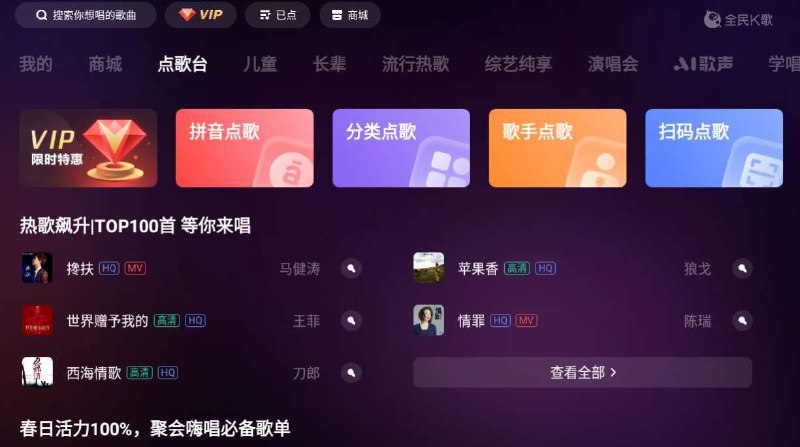 搜索你想唱的歌曲 VIP 已点 商城 全民K歌
我的 商城 点歌台 儿童 长辈 流行热歌 综艺纯享 演唱会 AI歌声 学唱
VIP 限时特惠
拼音点歌 ā
分类点歌
歌手点歌
扫码点歌
热歌飙升|TOP100首 等你来唱
搀扶 HQ MV 马健涛
苹果香 高清 HQ 狼戈
世界赠予我的 高清 HQ 王菲
情罪 HQ MV 陈瑞
西海情歌 高清 HQ 刀郎
查看全部 >
春日活力100%，聚会嗨唱必备歌单